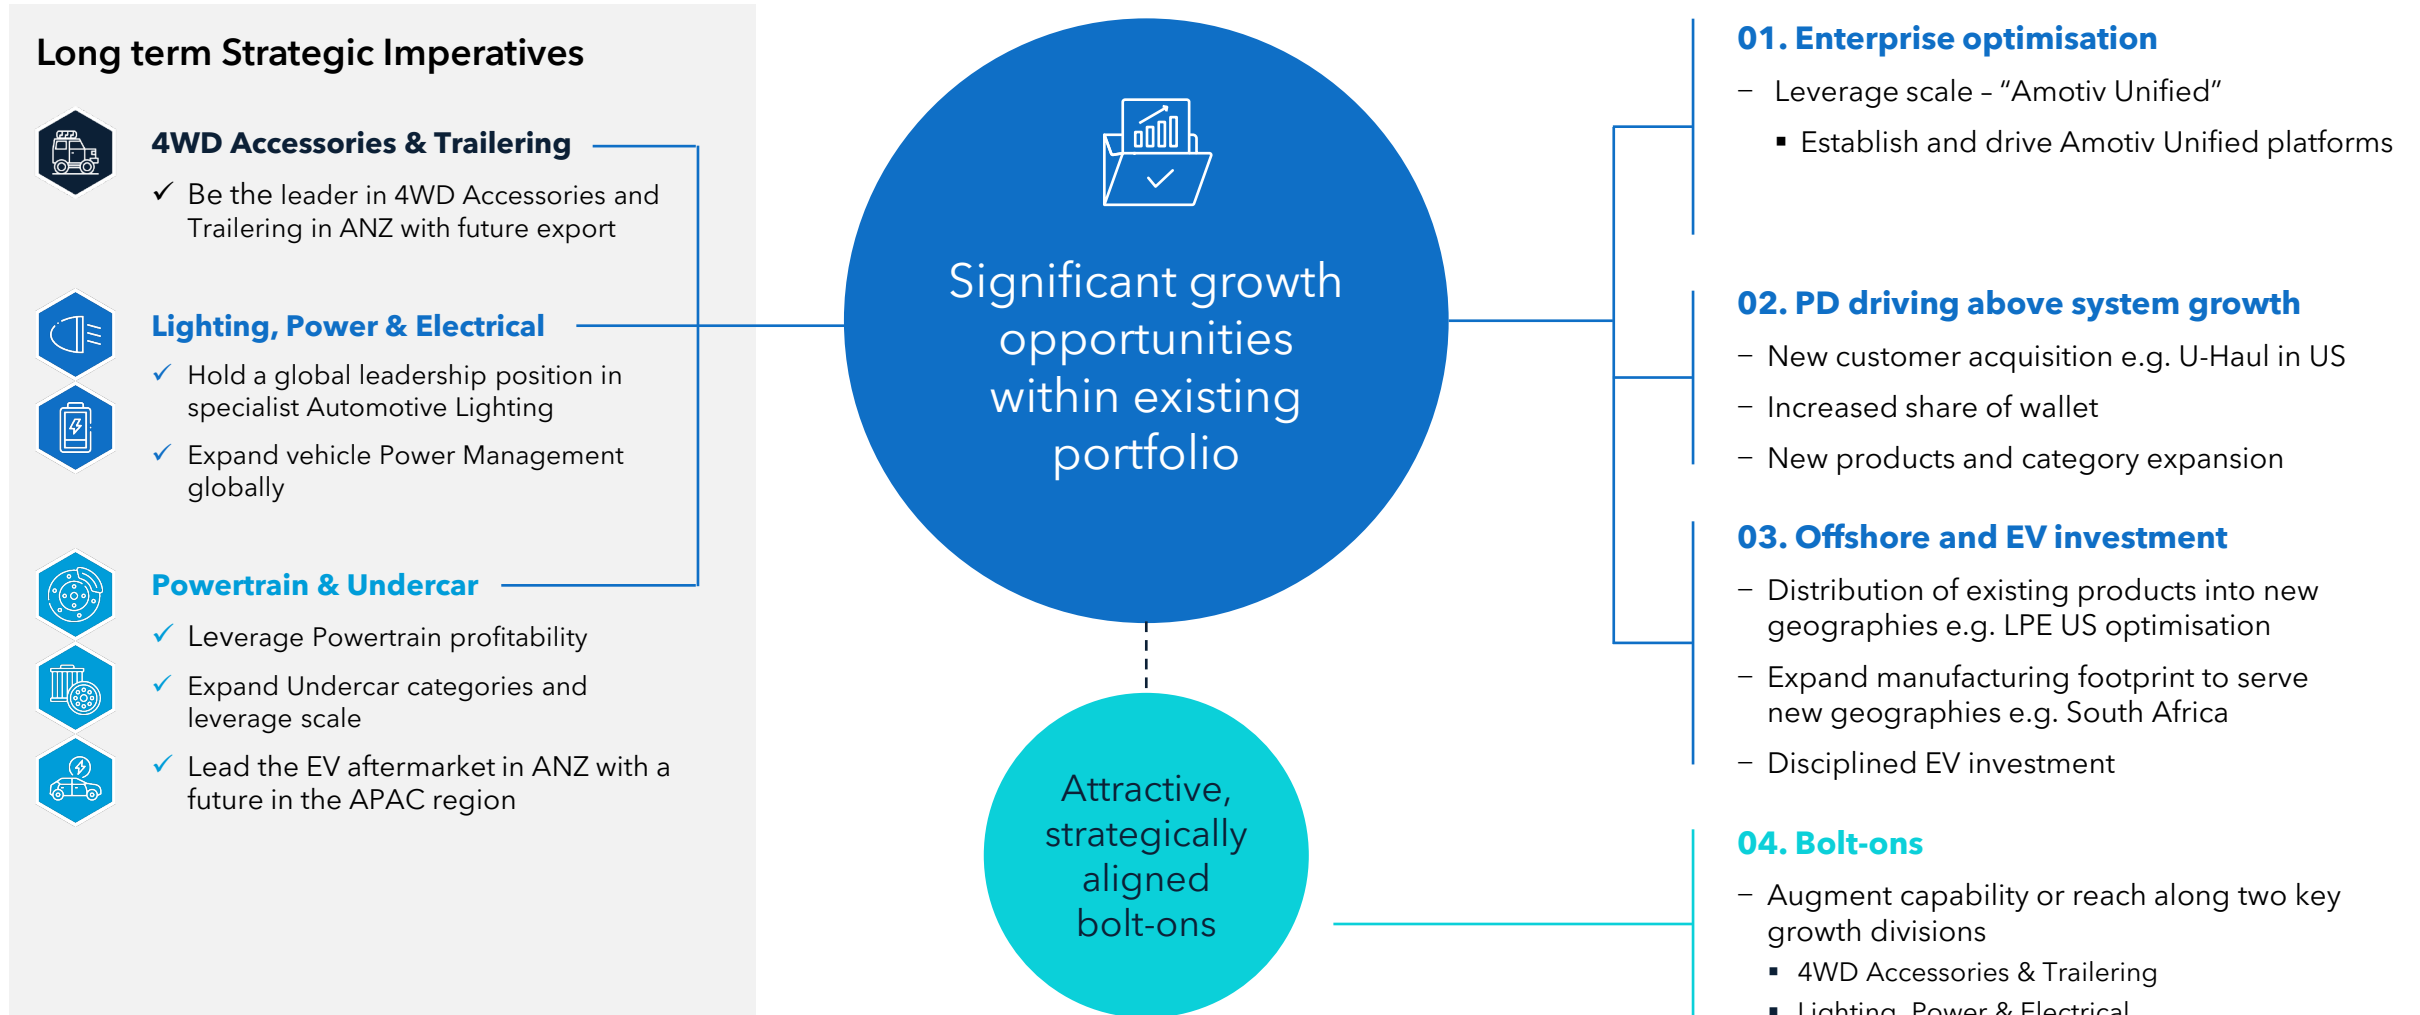 Long term Strategic Imperatives
4WD Accessories & Trailering
Be the leader in 4WD Accessories and
Trailering in ANZ with future export
Lighting, Power & Electrical
Hold a global leadership position in
specialist Automotive Lighting
Expand vehicle Power Management
globally
Powertrain & Undercar
Leverage Powertrain profitability
Expand Undercar categories and
leverage scale
Lead the EV aftermarket in ANZ with a
future in the APAC region
Significant growth
opportunities
within existing
portfolio
Attractive,
strategically
aligned
bolt-ons
01. Enterprise optimisation
– Leverage scale – “Amotiv Unified”
▪ Establish and drive Amotiv Unified platforms
02. PD driving above system growth
– New customer acquisition e.g. U-Haul in US
– Increased share of wallet
– New products and category expansion
03. Offshore and EV investment
– Distribution of existing products into new
geographies e.g. LPE US optimisation
– Expand manufacturing footprint to serve
new geographies e.g. South Africa
– Disciplined EV investment
04. Bolt-ons
– Augment capability or reach along two key
growth divisions
▪ 4WD Accessories & Trailering
▪ Lighting, Power & Electrical